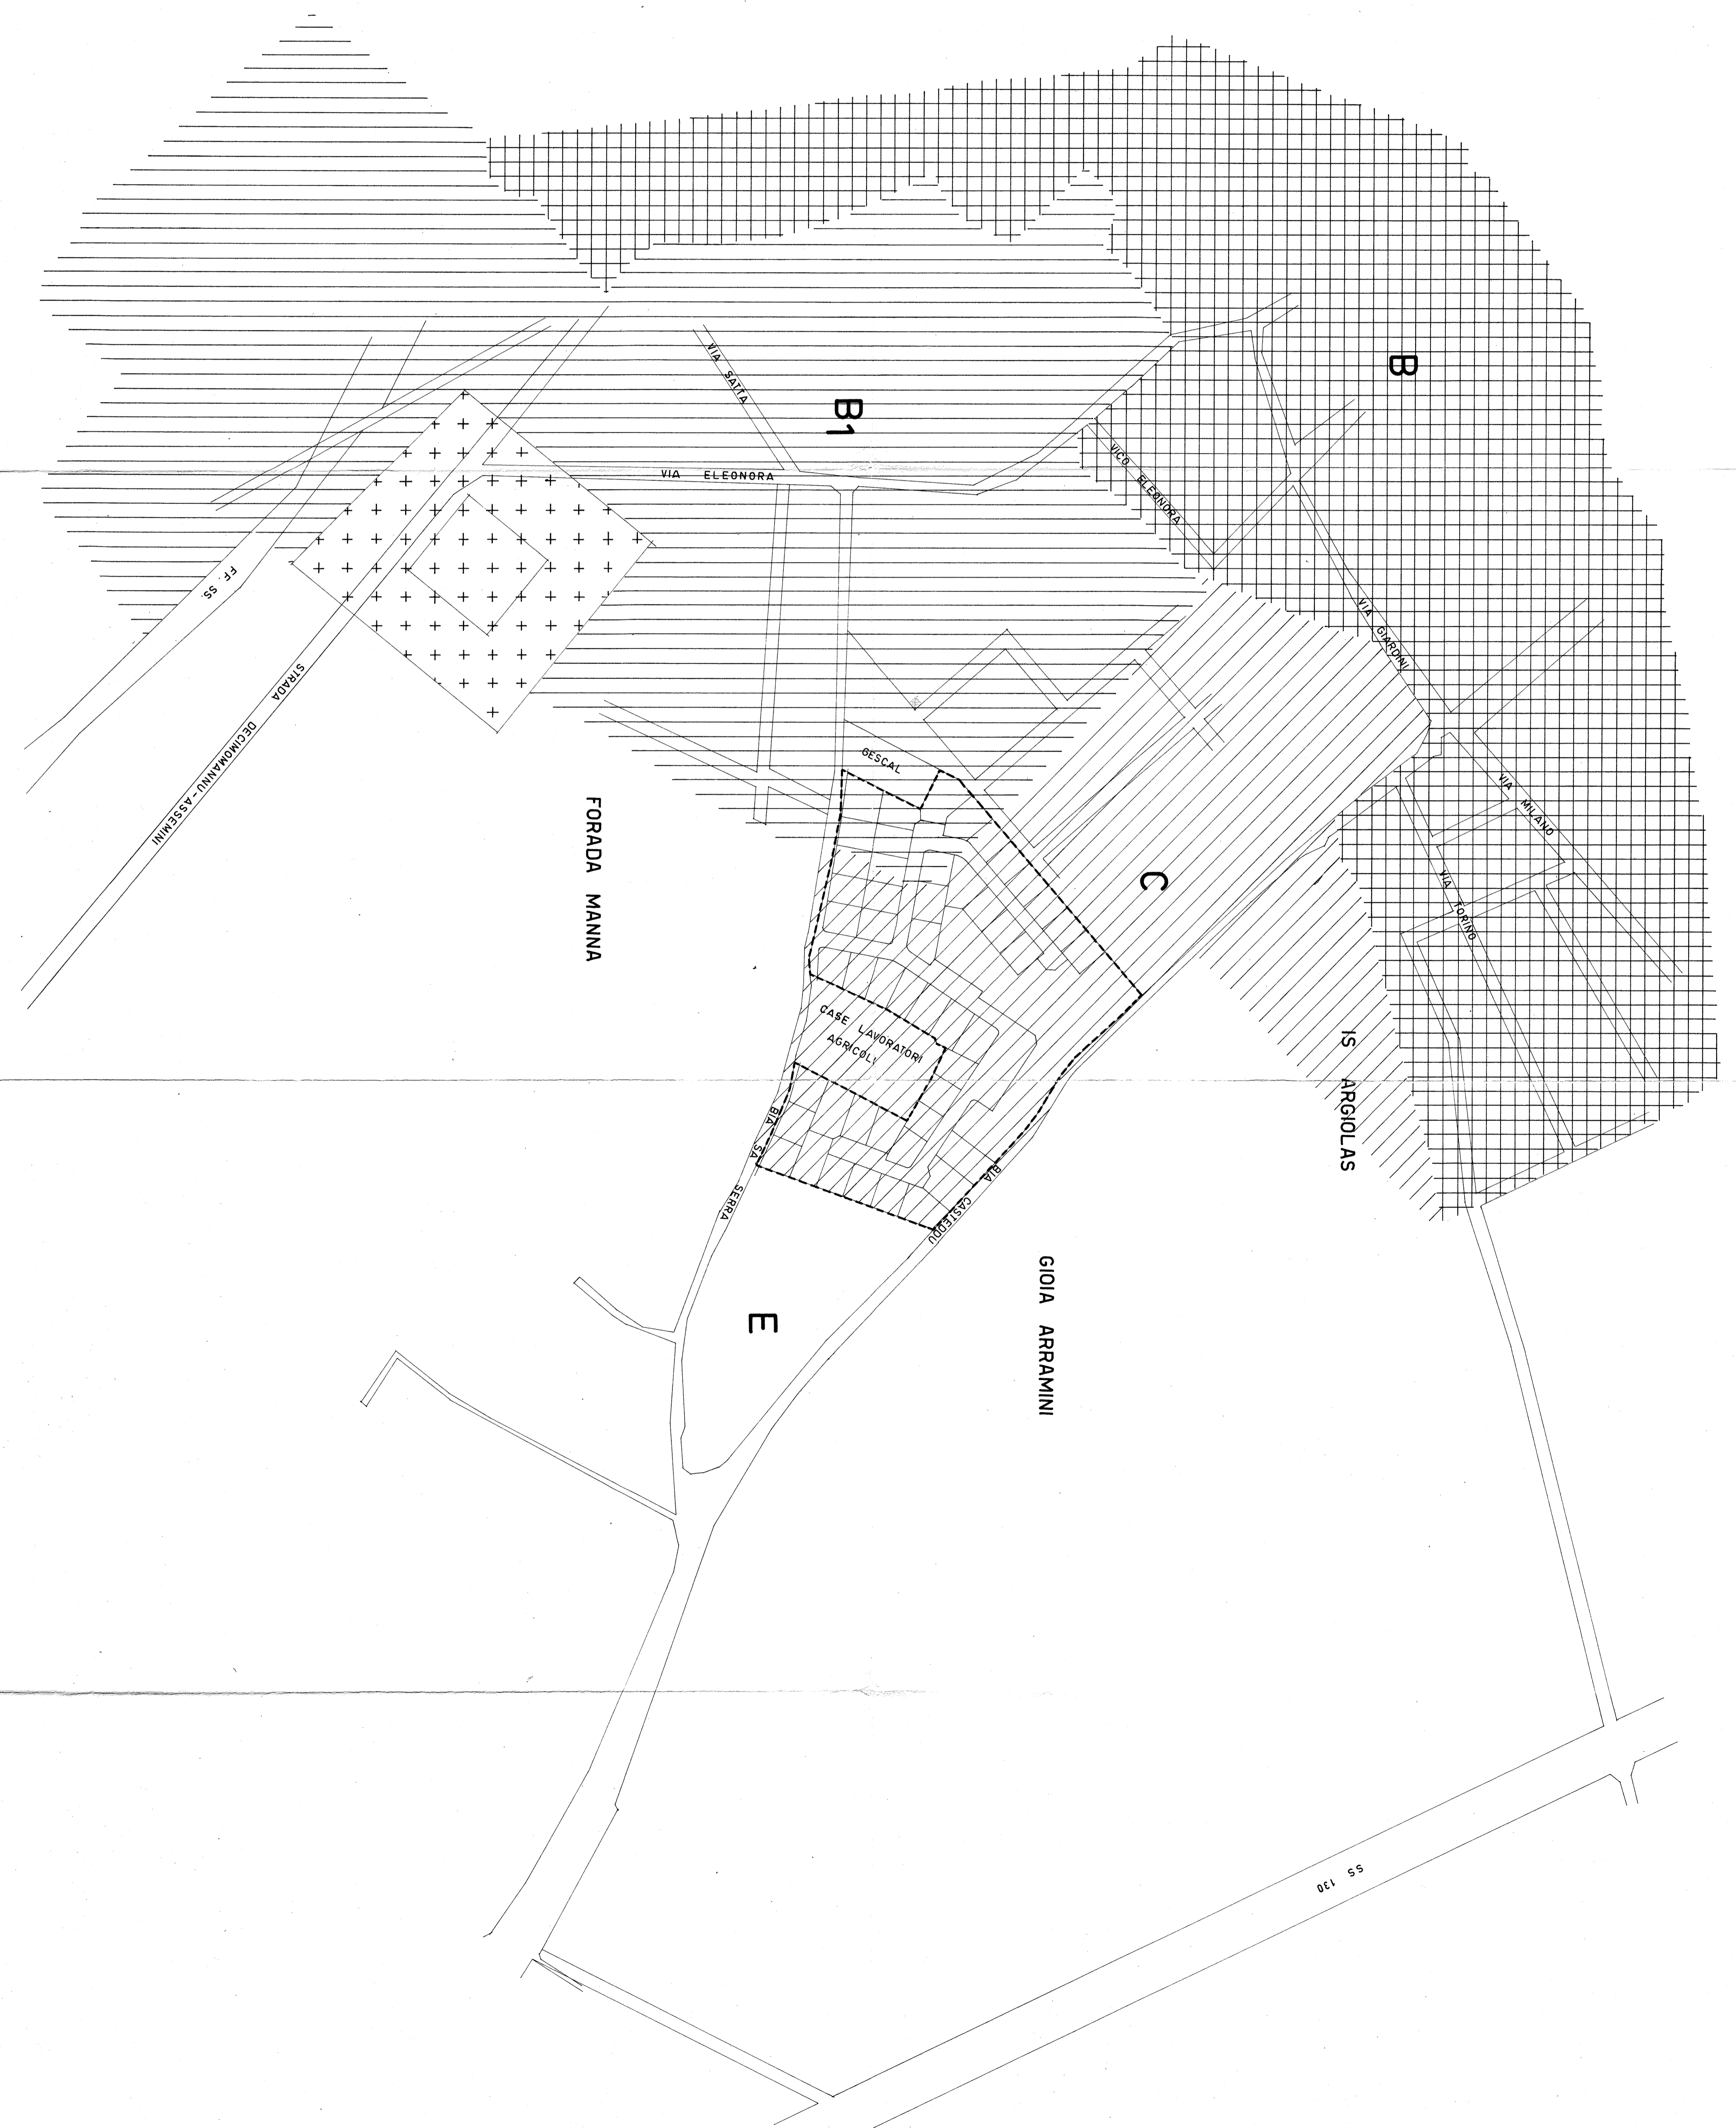 B
VIA SATTA
B1
VIA ELEONORA
VICO ELEONORA
FF. SS.
VIA GIARDINI
STRADA DECIMOMANNU-ASSEMINI
GESCAL
VIA MILANO
FORADA MANNA
C
VIA TORINO
CASE LAVORATORI
AGRICOLI
IS ARGIOLAS
BIA SA SERRA
BIA CASTEDDU
GIOIA ARRAMINI
E
SS 130